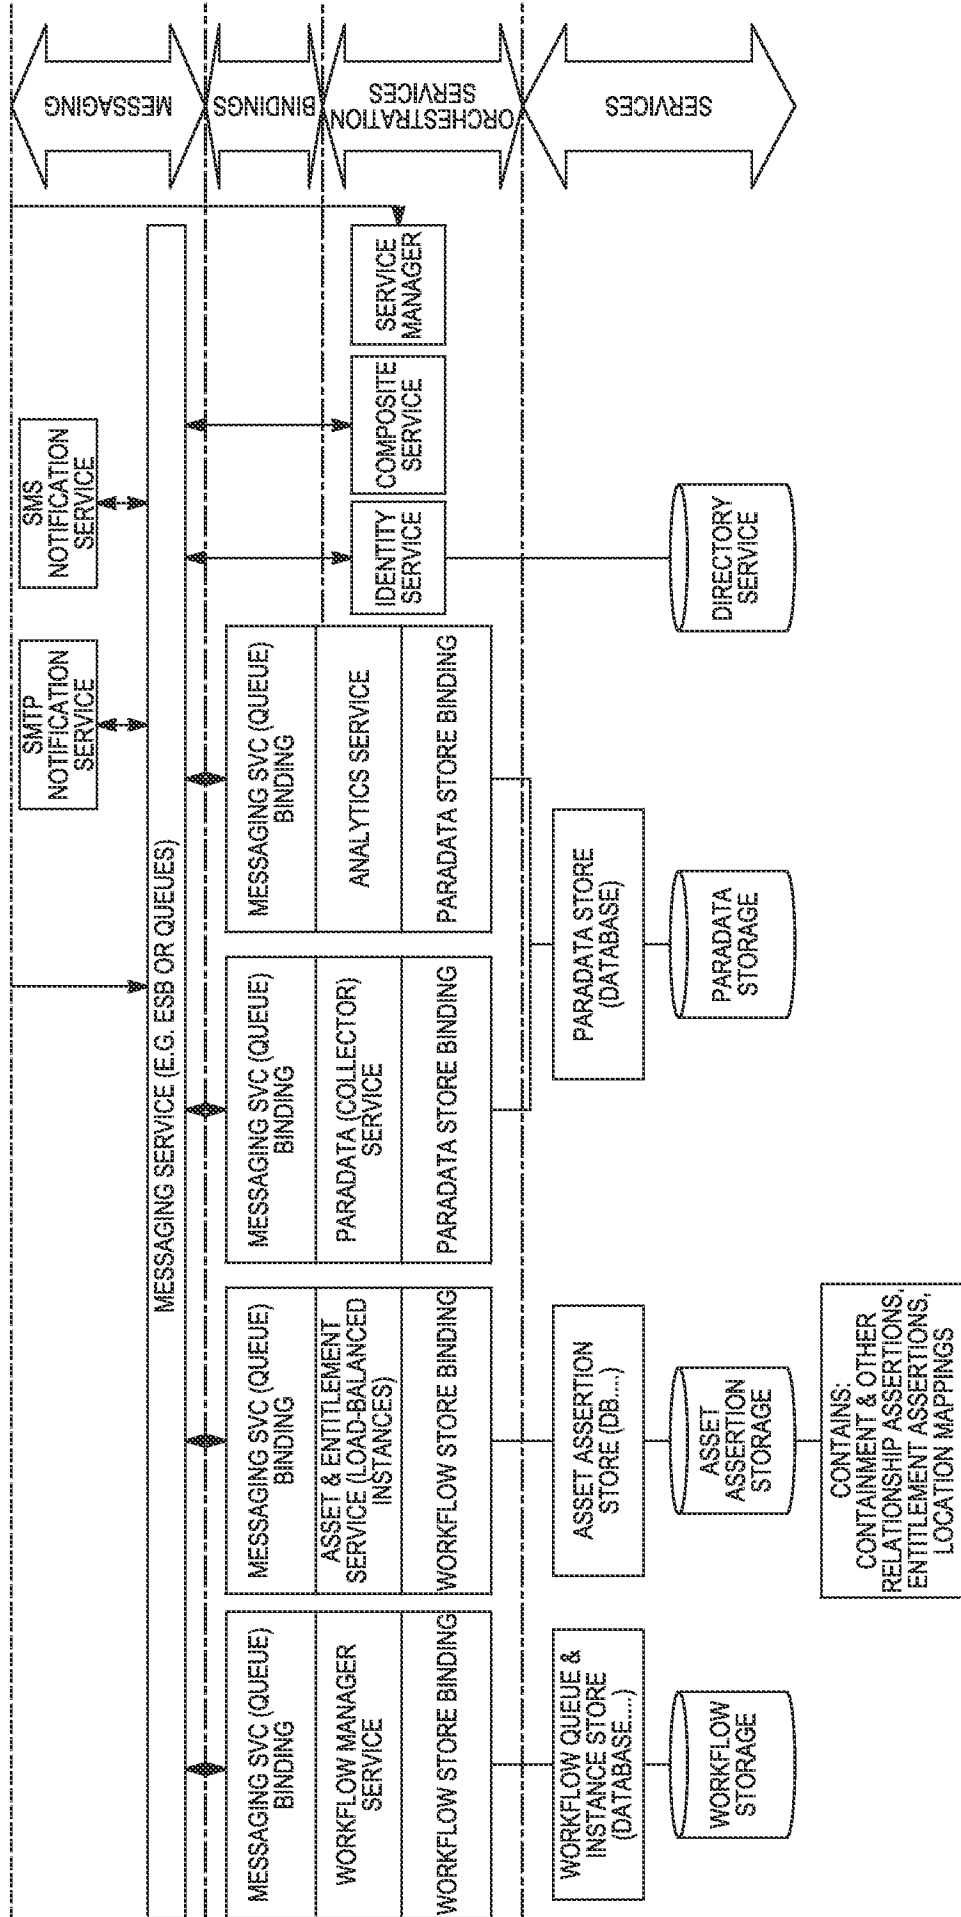 MESSAGING
BINDINGS
ORCHESTRATION
SERVICES
SERVICES
SMTP
NOTIFICATION
SERVICE
SMS
NOTIFICATION
SERVICE
MESSAGING SERVICE (E.G. ESB OR QUEUES)
MESSAGING SVC (QUEUE)
BINDING
WORKFLOW MANAGER
SERVICE
WORKFLOW STORE BINDING
MESSAGING SVC (QUEUE)
BINDING
ASSET & ENTITLEMENT
SERVICE (LOAD-BALANCED
INSTANCES)
WORKFLOW STORE BINDING
MESSAGING SVC (QUEUE)
BINDING
PARADATA (COLLECTOR)
SERVICE
PARADATA STORE BINDING
MESSAGING SVC (QUEUE)
BINDING
ANALYTICS SERVICE
PARADATA STORE BINDING
IDENTITY
SERVICE
COMPOSITE
SERVICE
SERVICE
MANAGER
WORKFLOW QUEUE &
INSTANCE STORE
(DATABASE....)
ASSET ASSERTION
STORE (DB....)
PARADATA STORE
(DATABASE)
WORKFLOW
STORAGE
ASSET
ASSERTION
STORAGE
PARADATA
STORAGE
DIRECTORY
SERVICE
CONTAINS:
CONTAINMENT & OTHER
RELATIONSHIP ASSERTIONS,
ENTITLEMENT ASSERTIONS,
LOCATION MAPPINGS